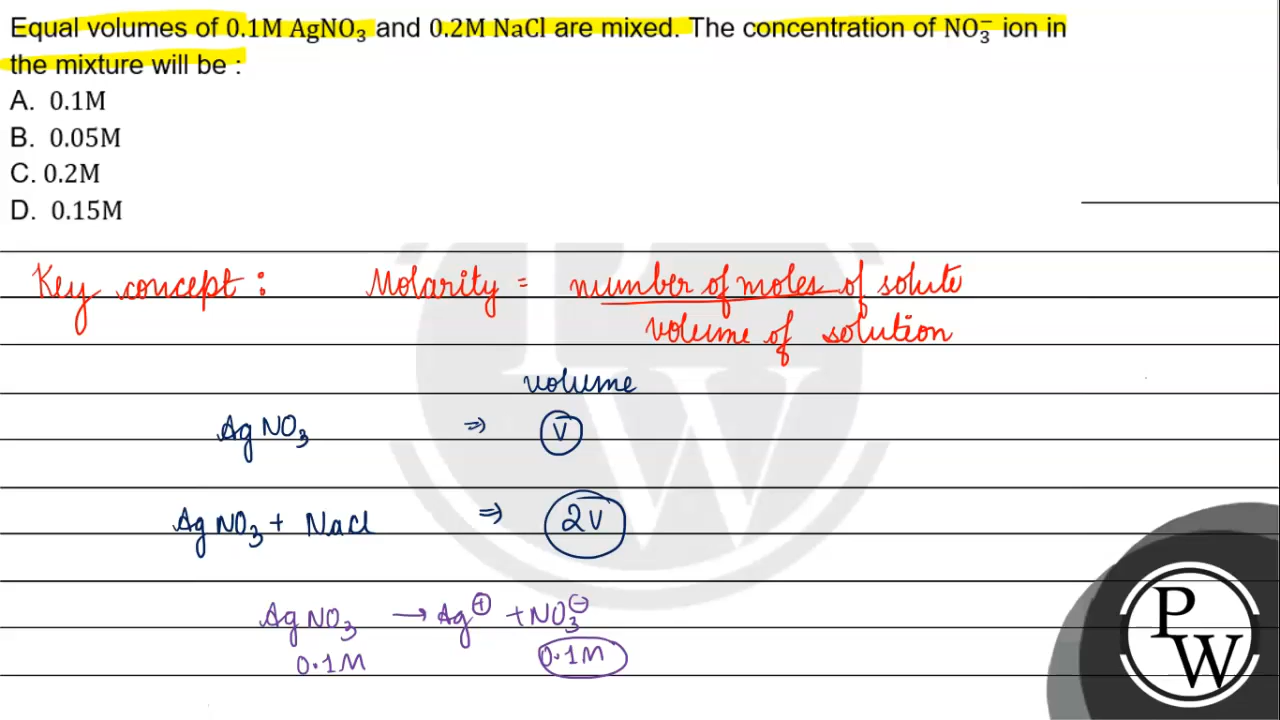 Equal volumes of 0.1M AgNO₃ and 0.2M NaCl are mixed. The concentration of NO₃⁻ ion in
the mixture will be :
A. 0.1M
B. 0.05M
C. 0.2M
D. 0.15M
Key concept : Molarity = number of moles of solute
volume of solution
volume
AgNO₃ ⇒ V
AgNO₃ + NaCl ⇒ 2V
AgNO₃ → Ag⁺ + NO₃⁻
0.1M 0.1M
P
W